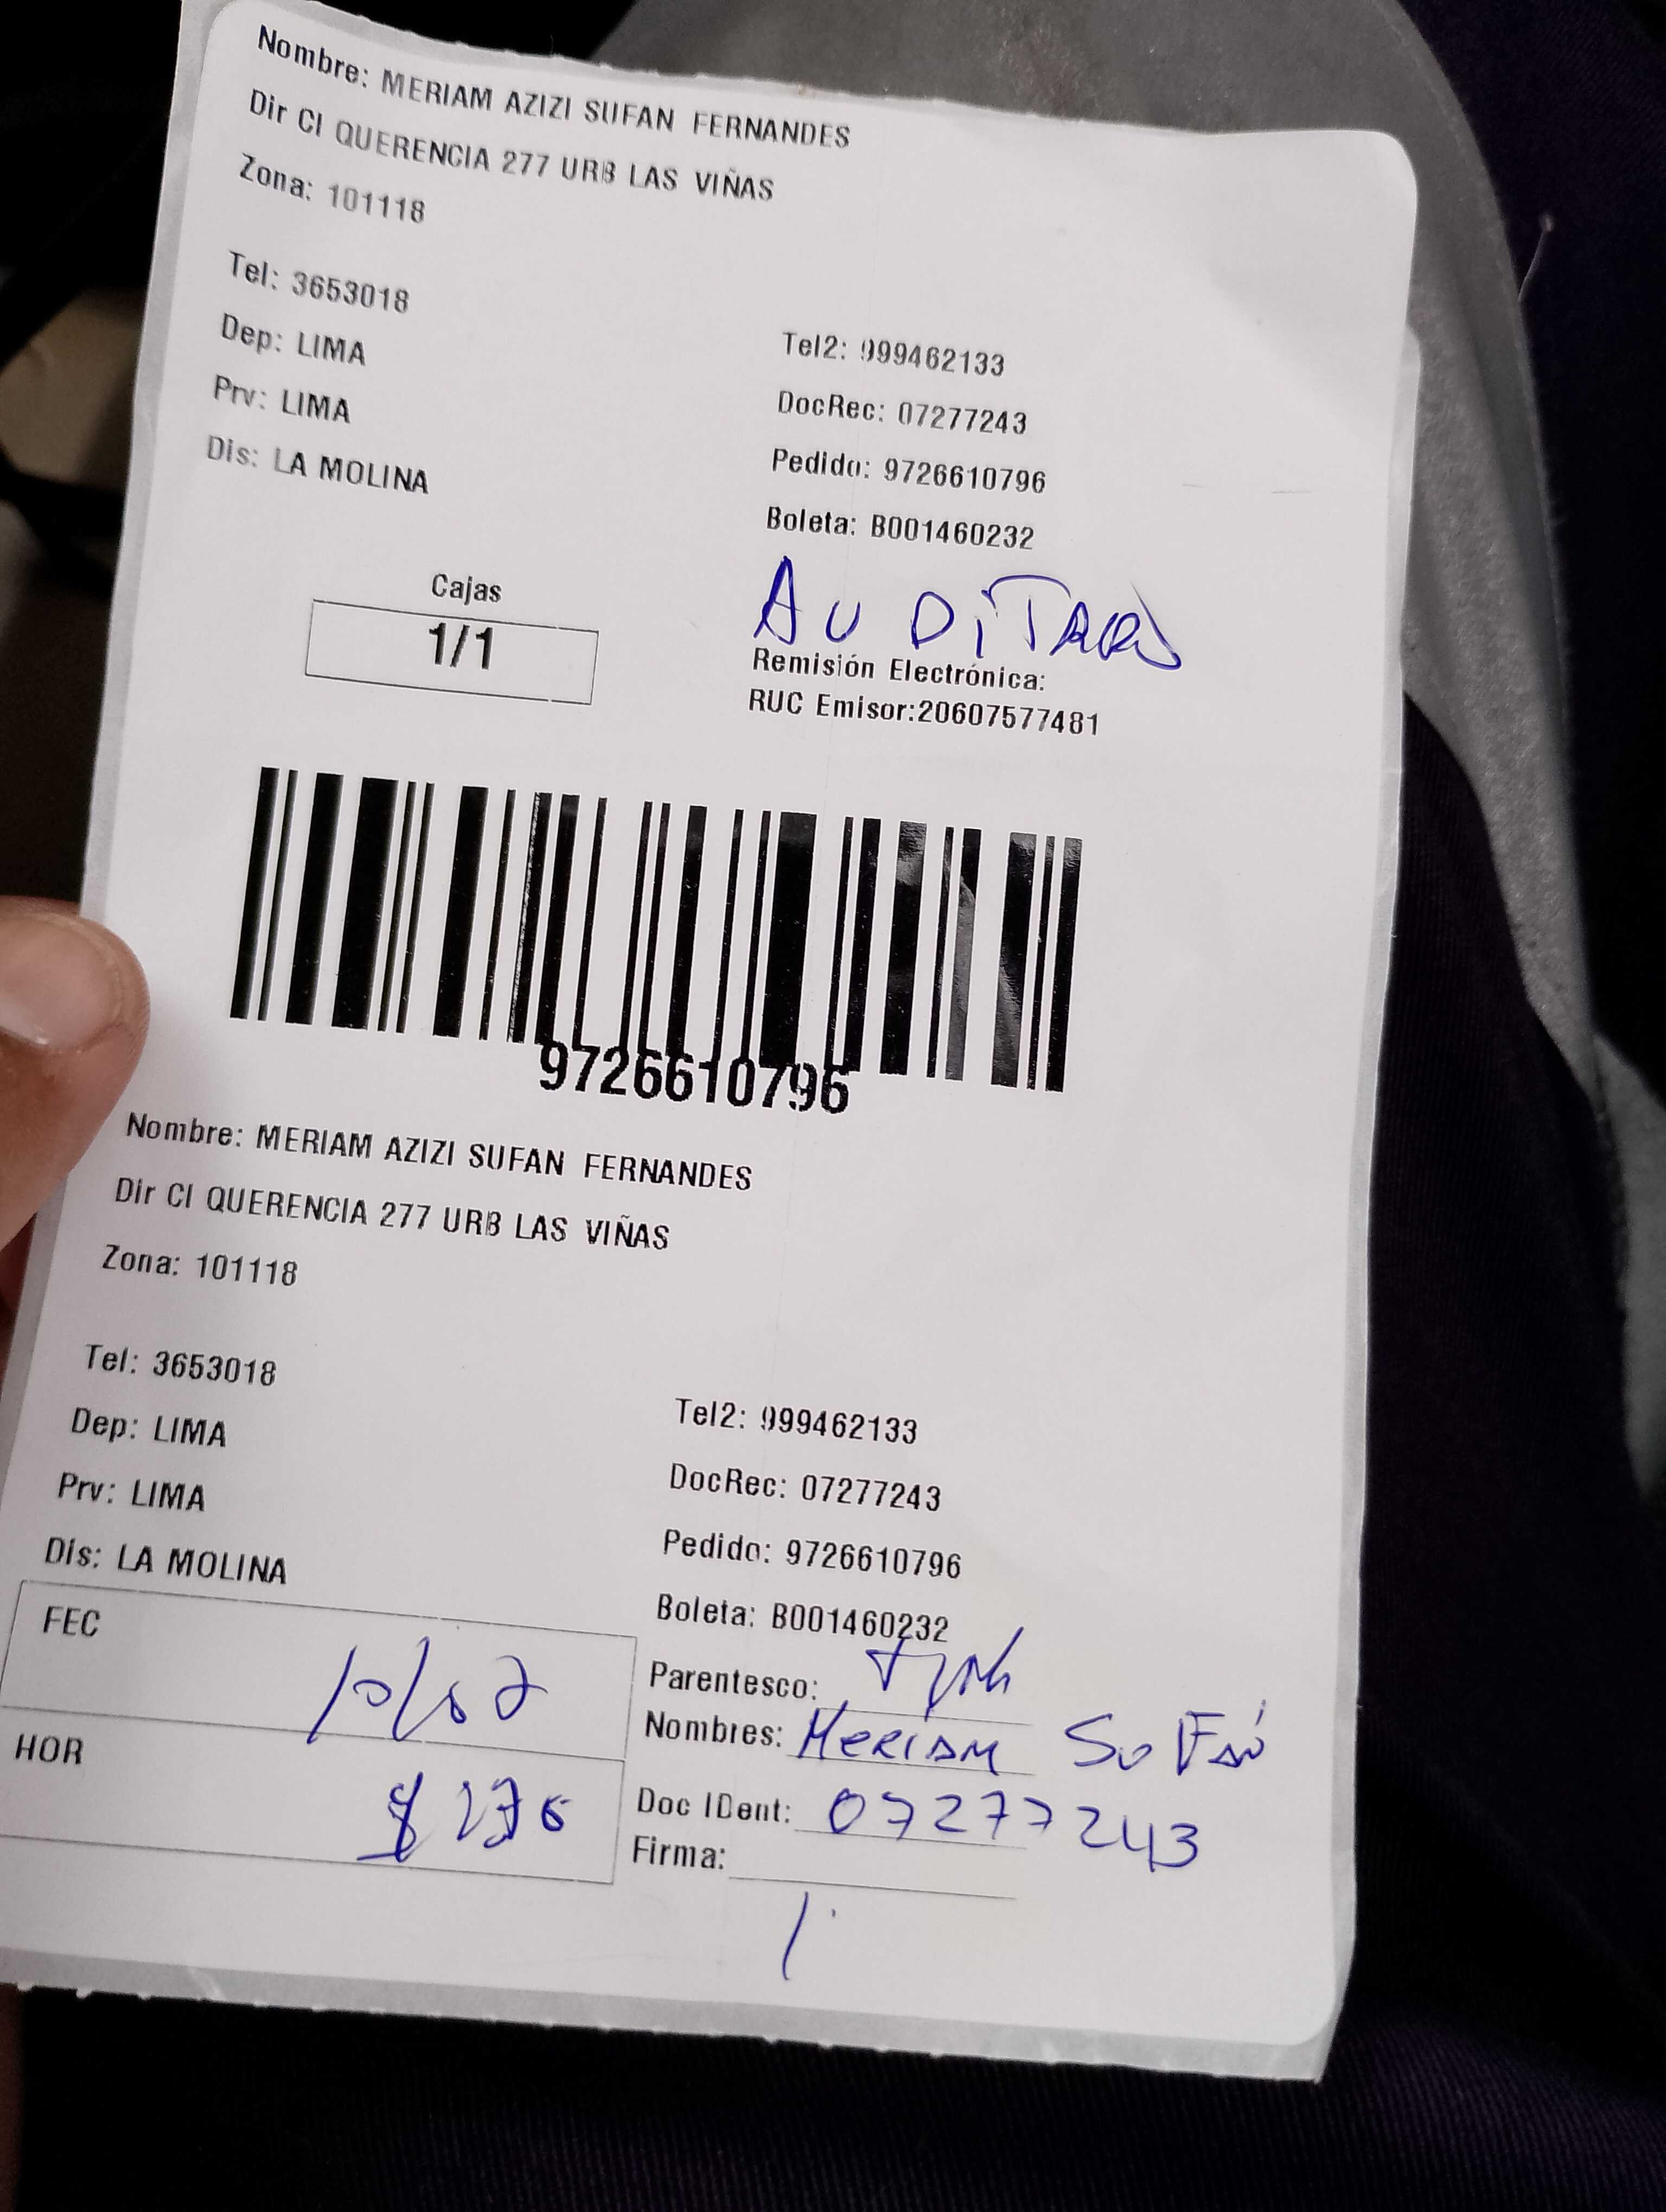 Nombre: MERIAM AZIZI SUFAN FERNANDES
Dir Cl QUERENCIA 277 URB LAS VIÑAS
Zona: 101118
Tel: 3653018
Dep: LIMA
Prv: LIMA
Dis: LA MOLINA
Tel2: 999462133
DocRec: 07277243
Pedido: 9726610796
Boleta: B001460232
Cajas
1/1
Remisión Electrónica:
RUC Emisor:20607577481
9726610796
Nombre: MERIAM AZIZI SUFAN FERNANDES
Dir Cl QUERENCIA 277 URB LAS VIÑAS
Zona: 101118
Tel: 3653018
Dep: LIMA
Prv: LIMA
Dis: LA MOLINA
Tel2: 999462133
DocRec: 07277243
Pedido: 9726610796
Boleta: B001460232
FEC
HOR
Parentesco:
Nombres: MERIAM SUFAN
Doc IDent: 07277243
Firma: